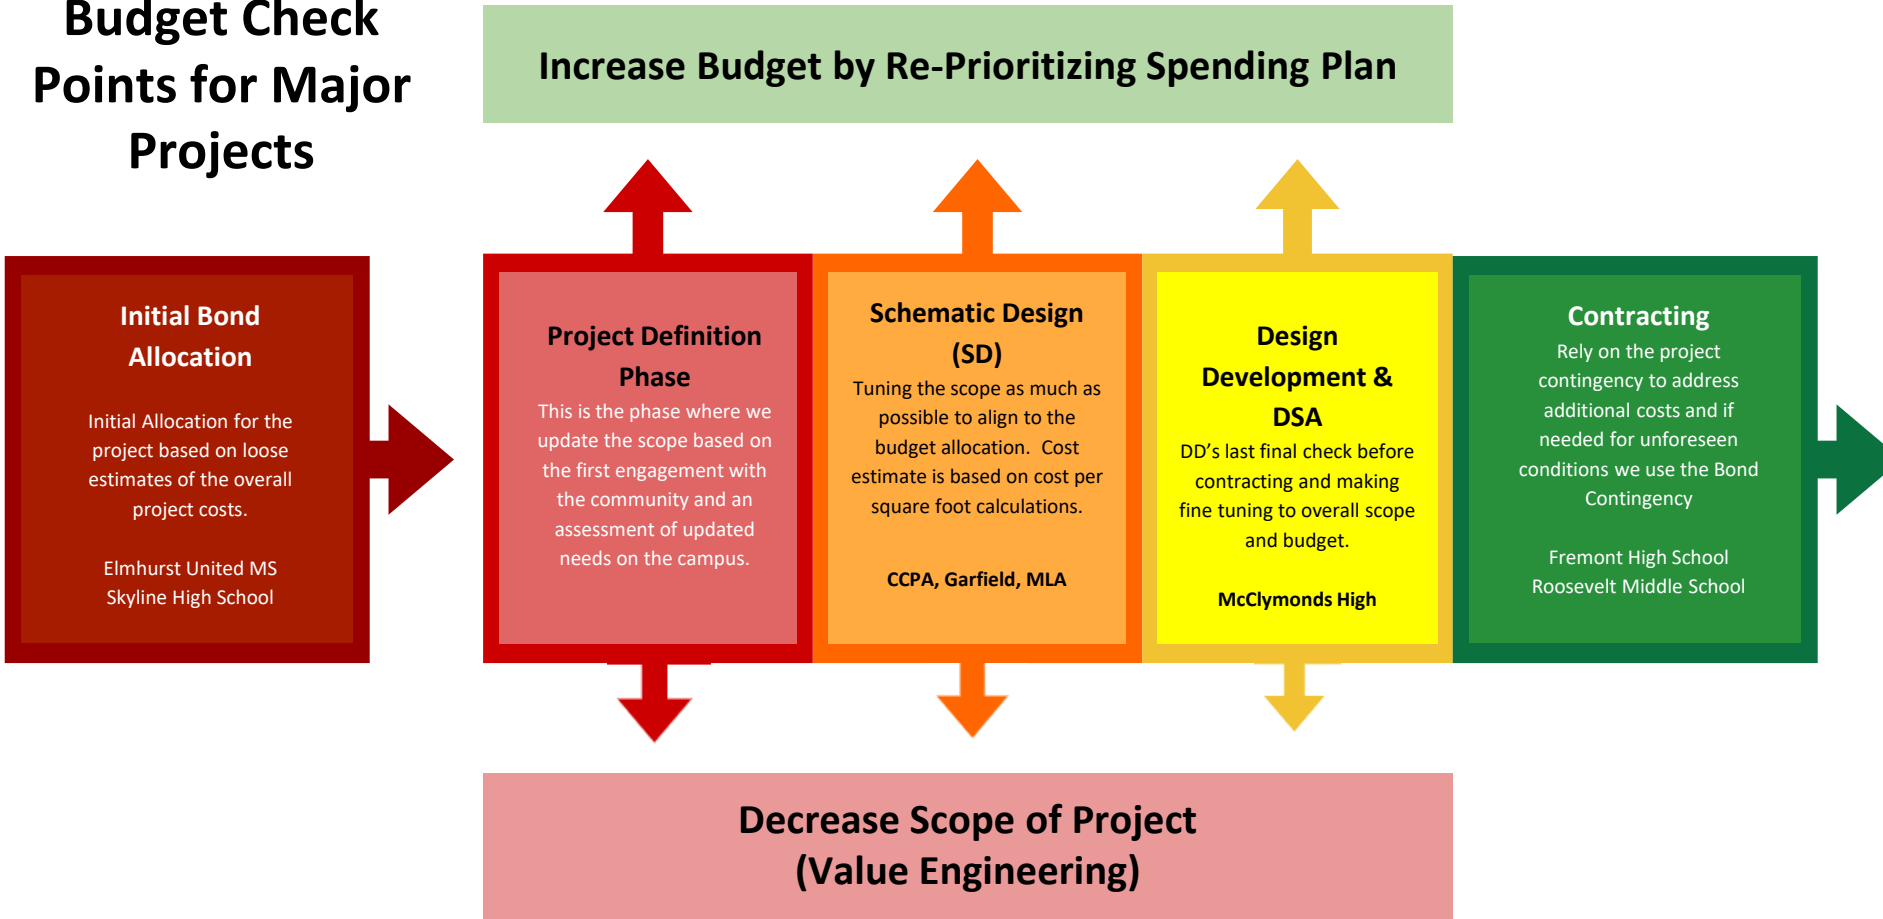 Budget Check
Points for Major
Projects
Increase Budget by Re-Prioritizing Spending Plan
Initial Bond
Allocation
Initial Allocation for the
project based on loose
estimates of the overall
project costs.
Elmhurst United MS
Skyline High School
Project Definition
Phase
This is the phase where we
update the scope based on
the first engagement with
the community and an
assessment of updated
needs on the campus.
Schematic Design
(SD)
Tuning the scope as much as
possible to align to the
budget allocation.  Cost
estimate is based on cost per
square foot calculations.
CCPA, Garfield, MLA
Design
Development &
DSA
DD’s last final check before
contracting and making
fine tuning to overall scope
and budget.
McClymonds High
Contracting
Rely on the project
contingency to address
additional costs and if
needed for unforeseen
conditions we use the Bond
Contingency
Fremont High School
Roosevelt Middle School
Decrease Scope of Project
(Value Engineering)